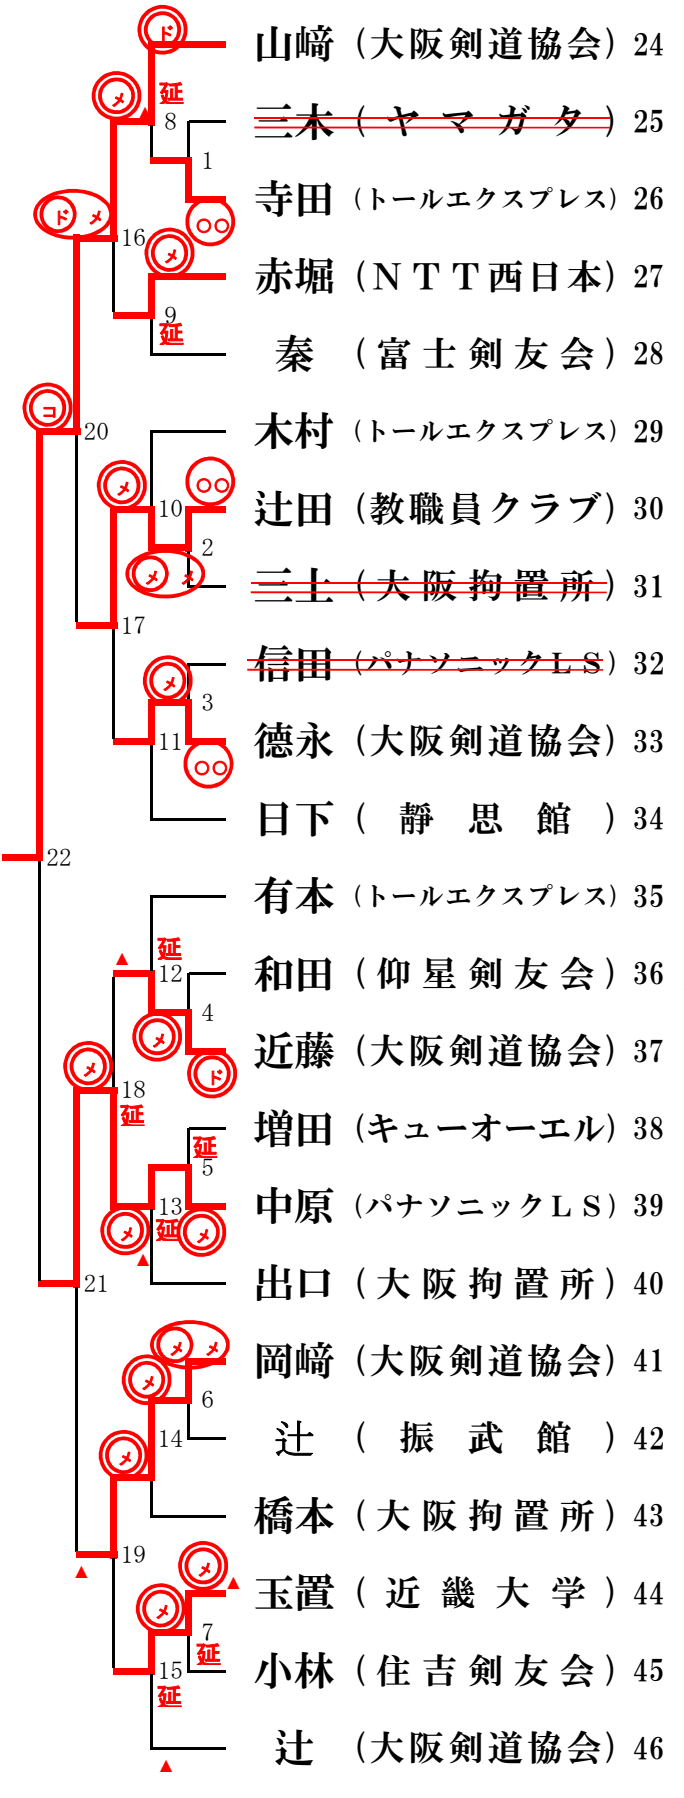 ド
山﨑 （大阪剣道協会） 24
メ
延
▲
8
三木 （ヤマガタ） 25
1
寺田 （トールエクスプレス） 26
ド メ
○○
16
メ
赤堀 （ＮＴＴ西日本） 27
9
延
秦 （富士剣友会） 28
コ
20
木村 （トールエクスプレス） 29
メ
○○
10
辻田 （教職員クラブ） 30
2
メ メ
三土 （大阪拘置所） 31
17
信田 （パナソニックＬＳ） 32
メ
3
11
徳永 （大阪剣道協会） 33
○○
日下 （靜思館） 34
22
有本 （トールエクスプレス） 35
延
▲
12
和田 （仰星剣友会） 36
4
メ
近藤 （大阪剣道協会） 37
メ
ド
18
延
増田 （キューオーエル） 38
延
5
13
中原 （パナソニックＬＳ） 39
メ
延
メ
▲
21
出口 （大阪拘置所） 40
メ メ
岡﨑 （大阪剣道協会） 41
メ
6
14
辻 （振武館） 42
メ
橋本 （大阪拘置所） 43
19
▲
メ
▲
玉置 （近畿大学） 44
メ
7
延
15
小林 （住吉剣友会） 45
延
辻 （大阪剣道協会） 46
▲